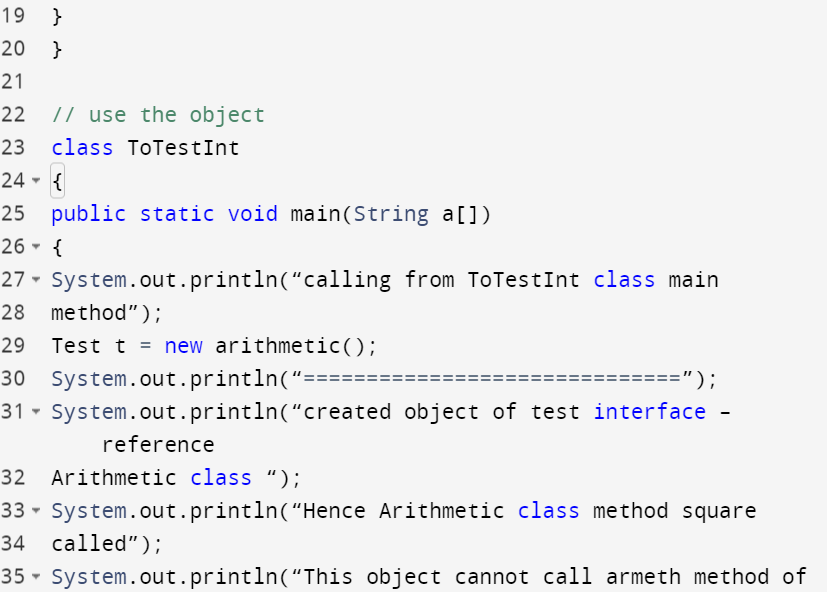 19 }
20 }
21
22 // use the object
23 class ToTestInt
24 {
25 public static void main(String a[])
26 {
27 System.out.println(“calling from ToTestInt class main
28 method”);
29 Test t = new arithmetic();
30 System.out.println(“==============================”);
31 System.out.println(“created object of test interface –
reference
32 Arithmetic class “);
33 System.out.println(“Hence Arithmetic class method square
34 called”);
35 System.out.println(“This object cannot call armeth method of